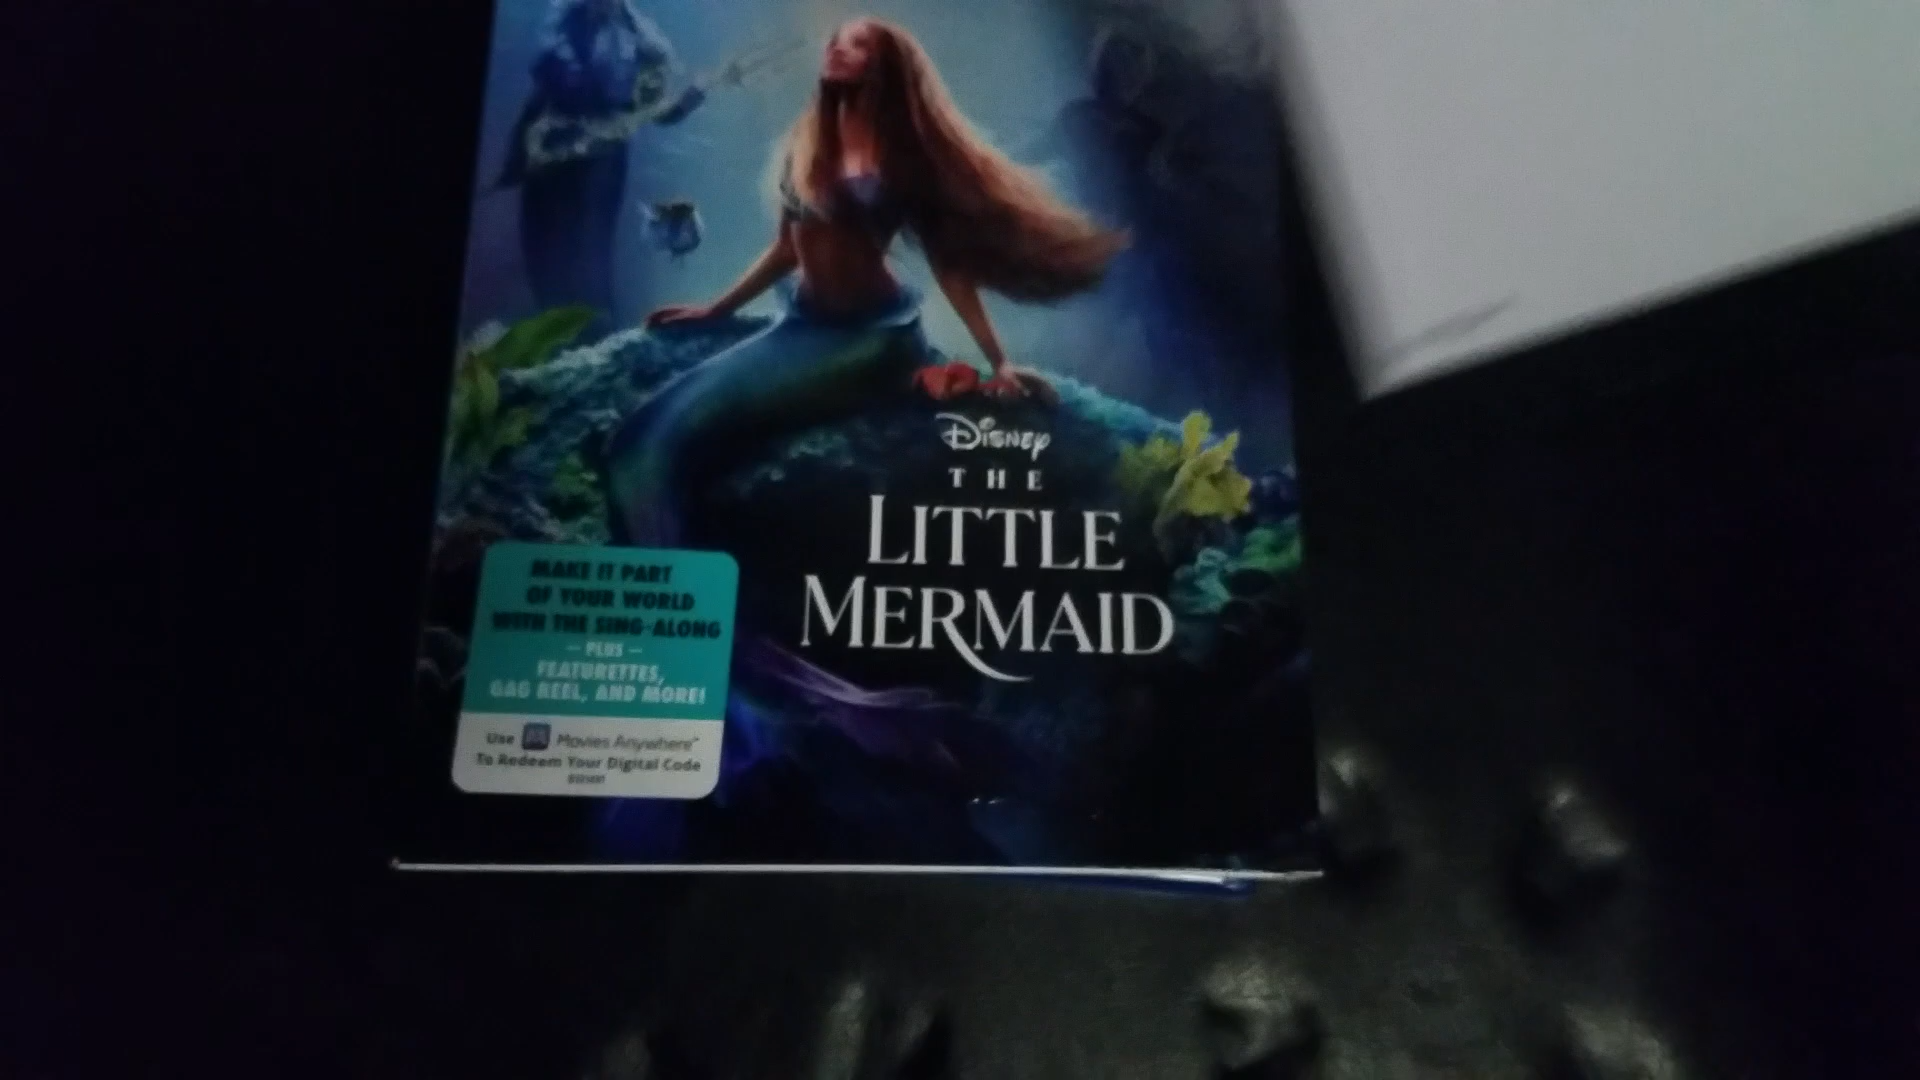 Disney
THE
LITTLE
MERMAID
MAKE IT PART
OF YOUR WORLD
WITH THE SING-ALONG
— PLUS —
FEATURETTES,
GAG REEL, AND MORE!
Use Movies Anywhere™
To Redeem Your Digital Code